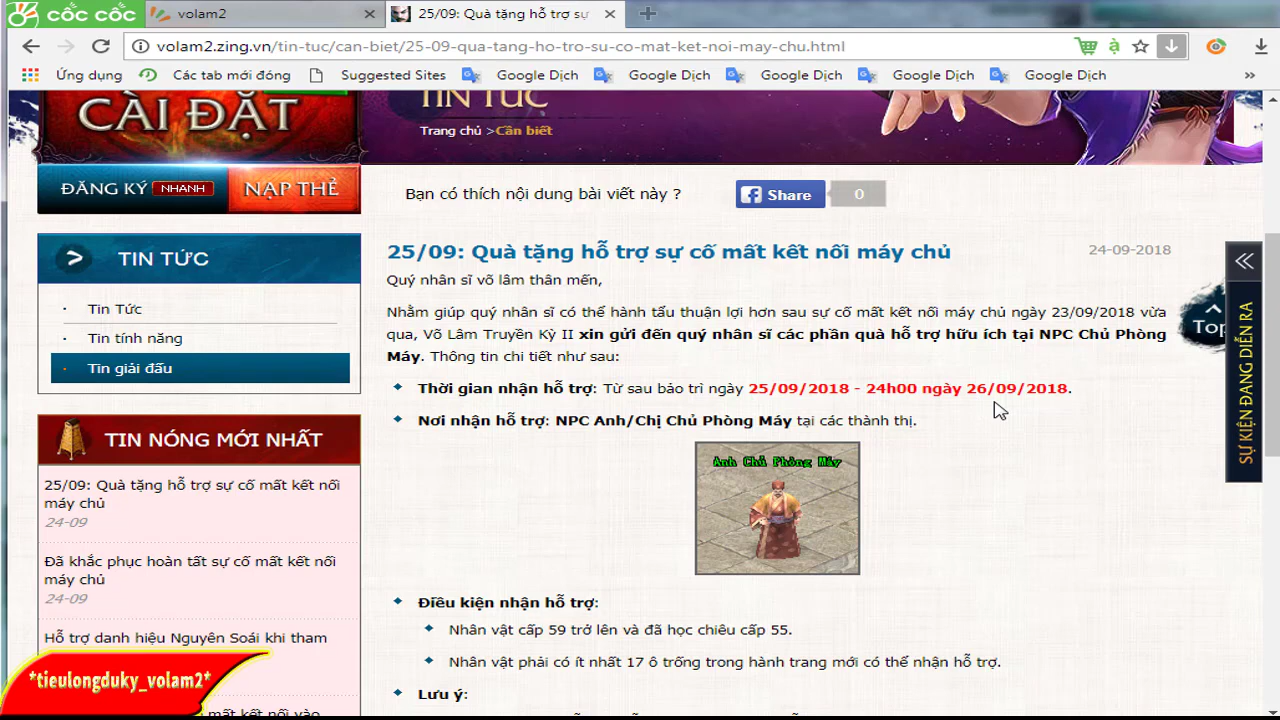 cốc cốc
volam2
25/09: Quà tặng hỗ trợ sự
volam2.zing.vn/tin-tuc/can-biet/25-09-qua-tang-ho-tro-su-co-mat-ket-noi-may-chu.html
à
Ứng dụng
Các tab mới đóng
Suggested Sites
Google Dịch
Google Dịch
Google Dịch
Google Dịch
Google Dịch
»
CÀI ĐẶT
TIN TỨC
Trang chủ >Cần biết
ĐĂNG KÝ NHANH
NẠP THẺ
Bạn có thích nội dung bài viết này ?
Share
0
TIN TỨC
Tin Tức
Tin tính năng
Tin giải đấu
TIN NÓNG MỚI NHẤT
25/09: Quà tặng hỗ trợ sự cố mất kết nối
máy chủ
24-09
Đã khắc phục hoàn tất sự cố mất kết nối
máy chủ
24-09
Hỗ trợ danh hiệu Nguyên Soái khi tham
mất kết nối vào
*tieulongduky_volam2*
25/09: Quà tặng hỗ trợ sự cố mất kết nối máy chủ
24-09-2018
Quý nhân sĩ võ lâm thân mến,
Nhằm giúp quý nhân sĩ có thể hành tẩu thuận lợi hơn sau sự cố mất kết nối máy chủ ngày 23/09/2018 vừa
qua, Võ Lâm Truyền Kỳ II xin gửi đến quý nhân sĩ các phần quà hỗ trợ hữu ích tại NPC Chủ Phòng
Máy. Thông tin chi tiết như sau:
Thời gian nhận hỗ trợ: Từ sau bảo trì ngày 25/09/2018 - 24h00 ngày 26/09/2018.
Nơi nhận hỗ trợ: NPC Anh/Chị Chủ Phòng Máy tại các thành thị.
Anh Chủ Phòng Máy
Điều kiện nhận hỗ trợ:
Nhân vật cấp 59 trở lên và đã học chiêu cấp 55.
Nhân vật phải có ít nhất 17 ô trống trong hành trang mới có thể nhận hỗ trợ.
Lưu ý:
Top
SỰ KIỆN ĐANG DIỄN RA